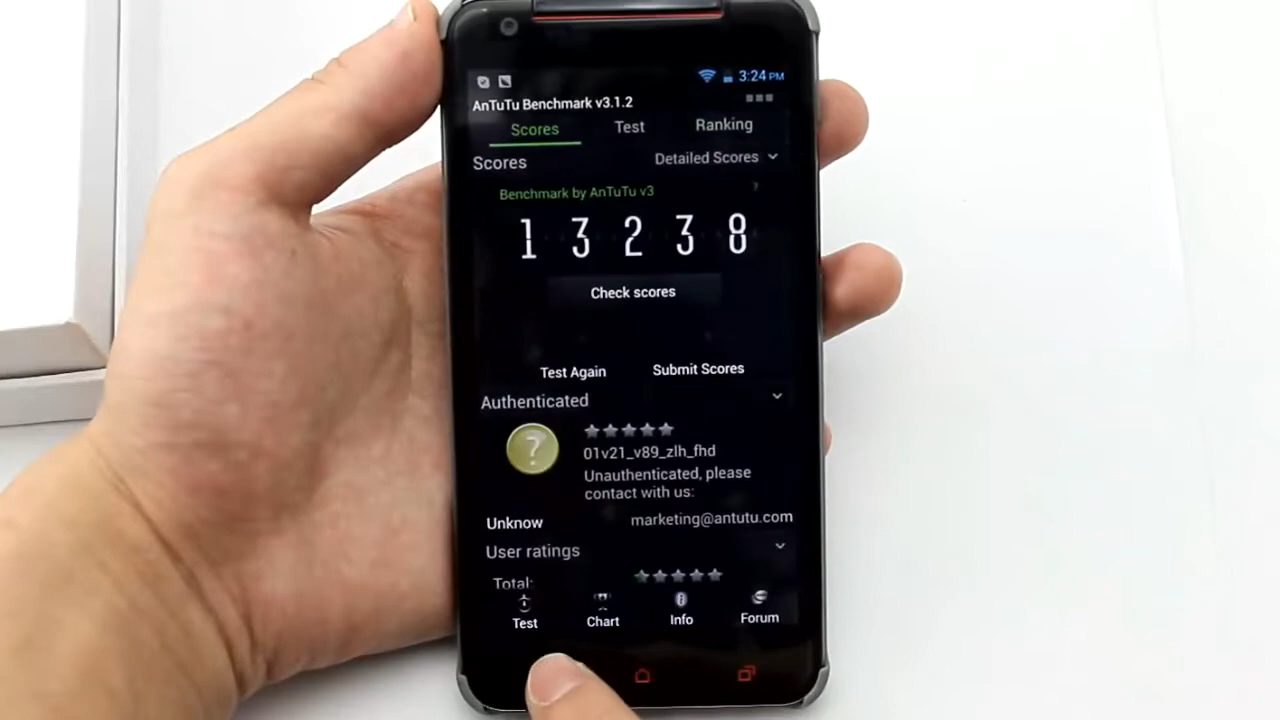 3:24 PM
AnTuTu Benchmark v3.1.2
Scores Test Ranking
Scores Detailed Scores
Benchmark by AnTuTu v3 ?
13238
Check scores
Test Again Submit Scores
Authenticated
?
01v21_v89_zlh_fhd
Unauthenticated, please
contact with us:
Unknow marketing@antutu.com
User ratings
Total:
Test Chart Info Forum